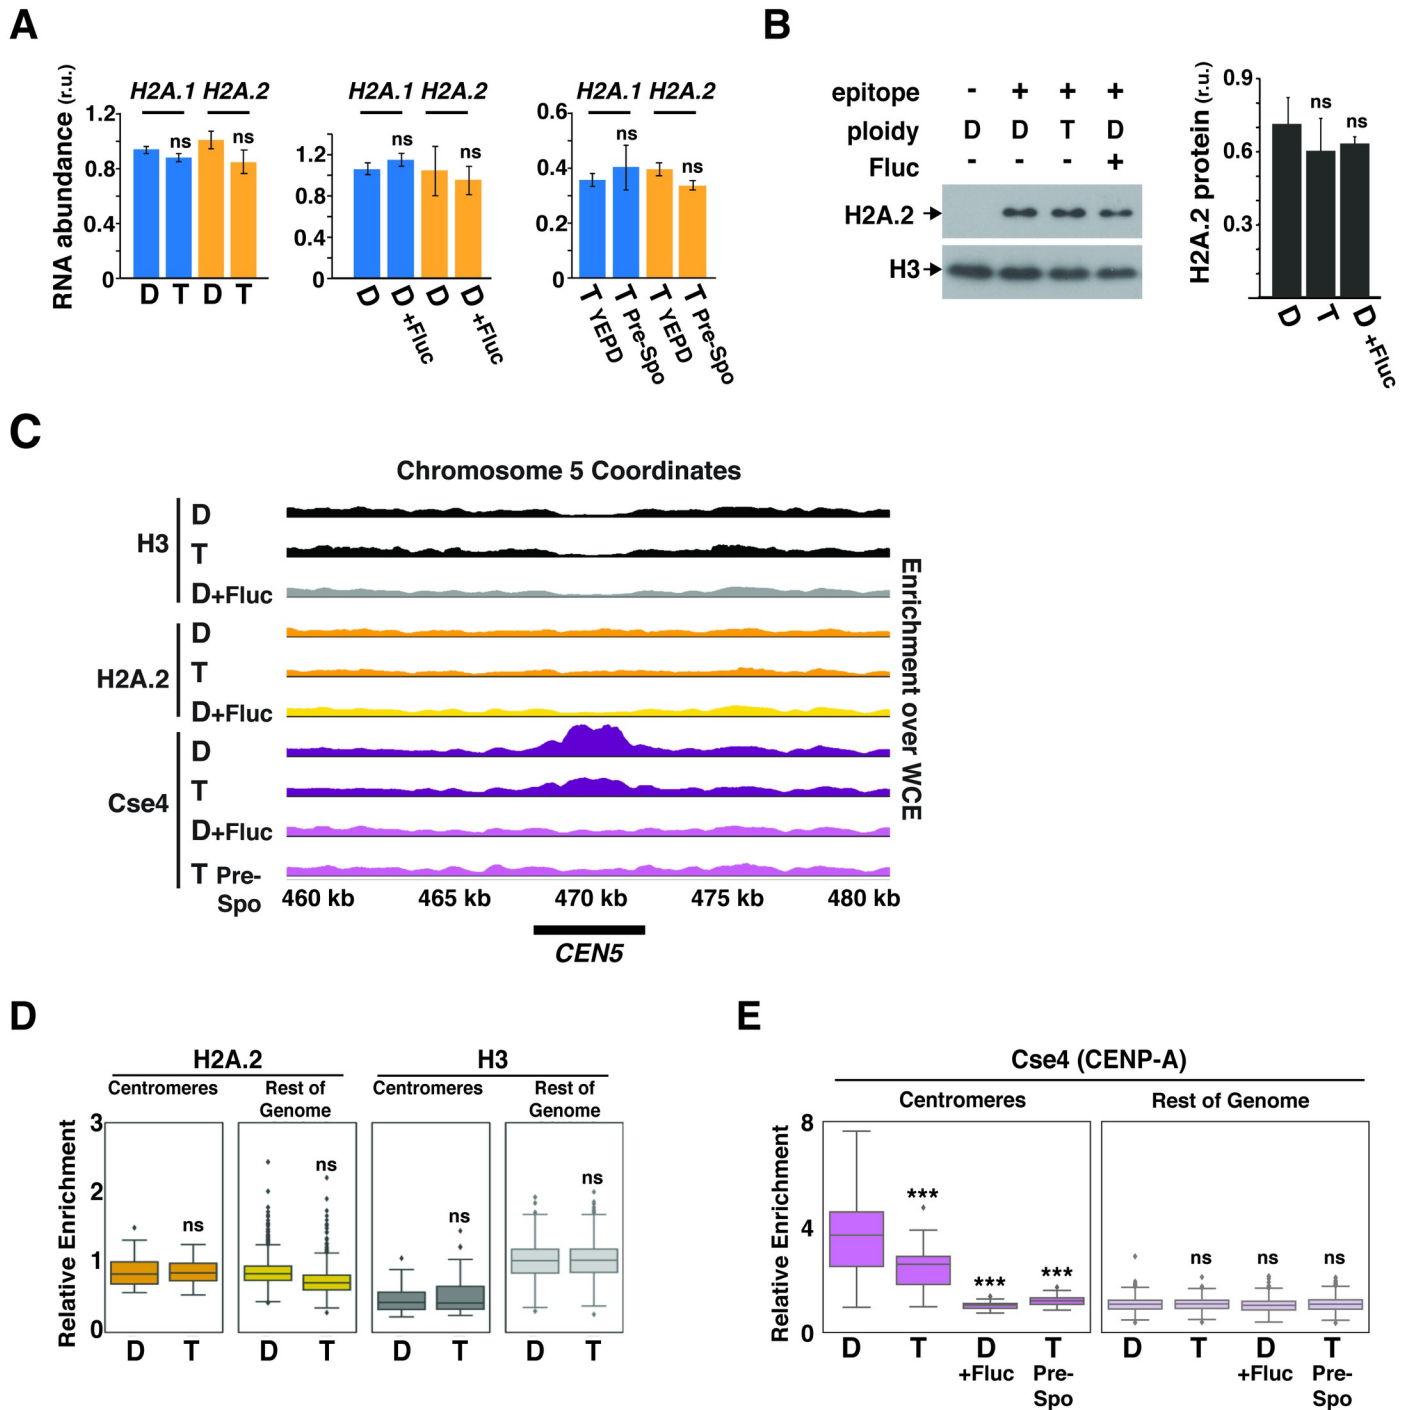 A
H2A.1 H2A.2
RNA abundance (r.u.)
1.2
0.8
0.4
0
ns
ns
D T D T
H2A.1 H2A.2
1.2
0.8
0.4
0
ns
ns
D
D +Fluc
D
D +Fluc
H2A.1 H2A.2
0.6
0.4
0.2
0
ns
ns
T YEPD
T Pre-Spo
T YEPD
T Pre-Spo
B
epitope - + + +
ploidy D D T D
Fluc - - - +
H2A.2
H3
H2A.2 protein (r.u.)
0.9
0.6
0.3
ns
ns
D
T
D +Fluc
C
Chromosome 5 Coordinates
H3
D
T
D+Fluc
H2A.2
D
T
D+Fluc
Cse4
D
T
D+Fluc
T Pre-
Spo
Enrichment over WCE
460 kb 465 kb 470 kb 475 kb 480 kb
CEN5
D
H2A.2
Centromeres
Rest of
Genome
H3
Centromeres
Rest of
Genome
Relative Enrichment
3
2
1
0
ns
ns
ns
ns
D T D T D T D T
E
Cse4 (CENP-A)
Centromeres
Rest of Genome
Relative Enrichment
8
4
0
***
***
***
ns
ns
ns
D T D T D T D T
+Fluc Pre- +Fluc Pre-
Spo Spo